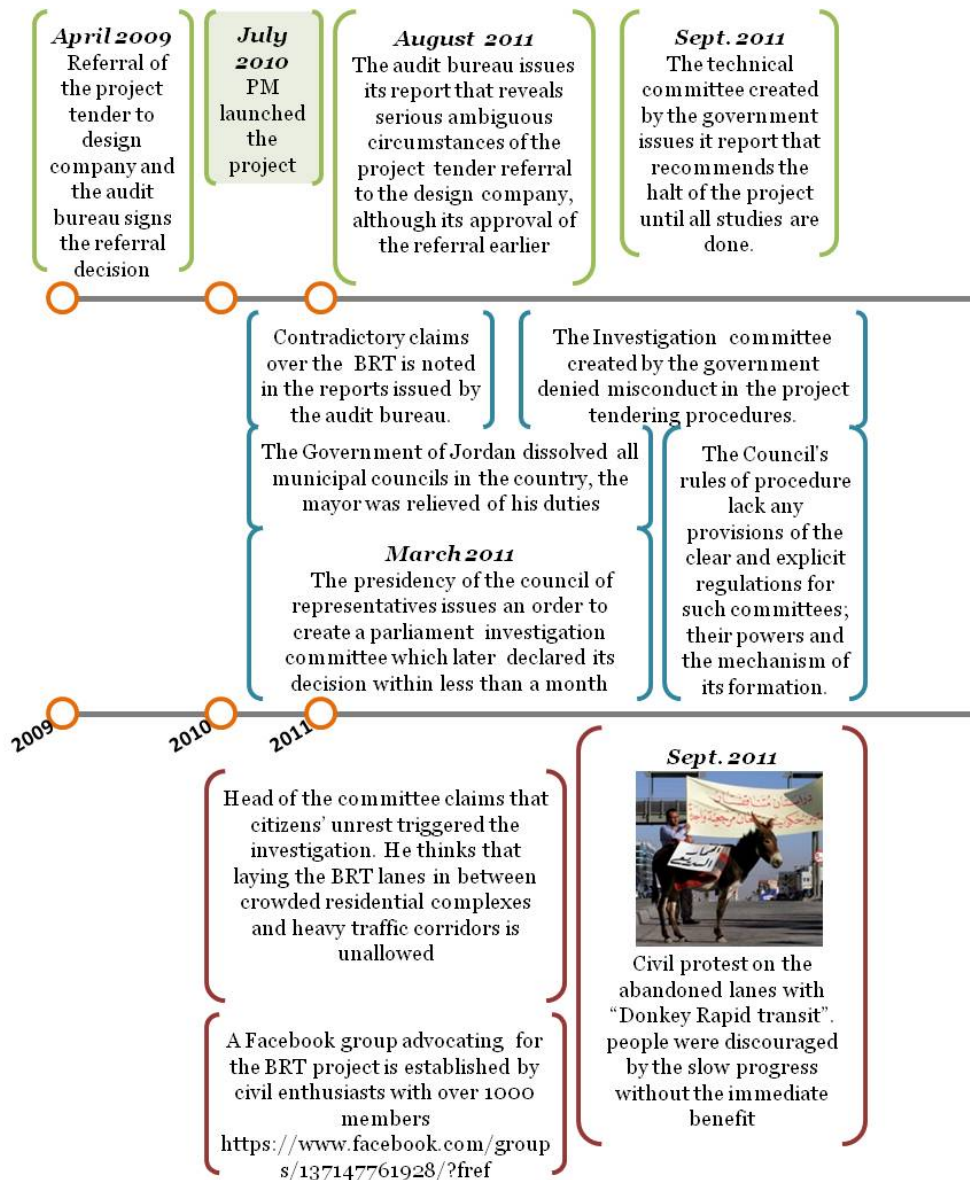 April 2009
Referral of
the project
tender to
design
company and
the audit
bureau signs
the referral
decision
July
2010
PM
launched
the
project
August 2011
The audit bureau issues
its report that reveals
serious ambiguous
circumstances of the
project tender referral
to the design company,
although its approval of
the referral earlier
Sept. 2011
The technical
committee created
by the government
issues it report that
recommends the
halt of the project
until all studies are
done.
Contradictory claims
over the BRT is noted
in the reports issued by
the audit bureau.
The Investigation committee
created by the government
denied misconduct in the project
tendering procedures.
The Government of Jordan dissolved all
municipal councils in the country, the
mayor was relieved of his duties
March 2011
The presidency of the council of
representatives issues an order to
create a parliament investigation
committee which later declared its
decision within less than a month
The Council's
rules of procedure
lack any
provisions of the
clear and explicit
regulations for
such committees;
their powers and
the mechanism of
its formation.
2009
2010
2011
Head of the committee claims that
citizens’ unrest triggered the
investigation. He thinks that
laying the BRT lanes in between
crowded residential complexes
and heavy traffic corridors is
unallowed
A Facebook group advocating for
the BRT project is established by
civil enthusiasts with over 1000
members
https://www.facebook.com/group
s/137147761928/?fref
Sept. 2011
دراستان متناقضتان
السريع
Civil protest on the
abandoned lanes with
“Donkey Rapid transit”.
people were discouraged
by the slow progress
without the immediate
benefit